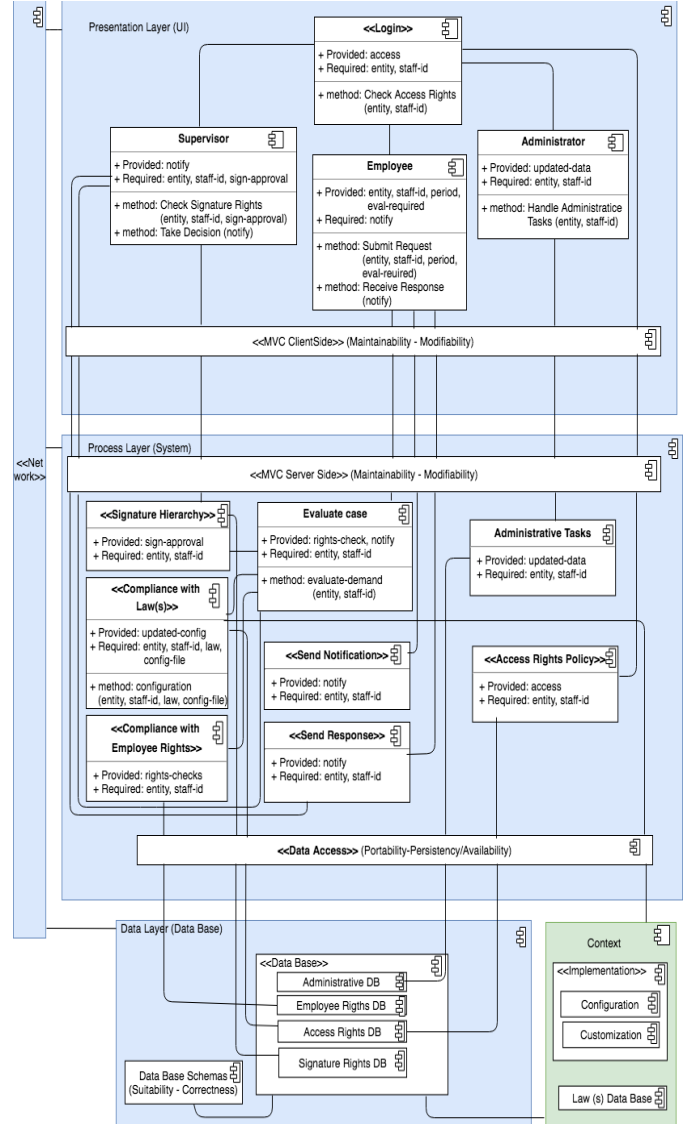 Presentation Layer (UI)
<<Login>>
+ Provided: access
+ Required: entity, staff-id
+ method: Check Access Rights
(entity, staff-id)
Supervisor
+ Provided: notify
+ Required: entity, staff-id, sign-approval
+ method: Check Signature Rights
(entity, staff-id, sign-approval)
+ method: Take Decision (notify)
Employee
+ Provided: entity, staff-id, period,
eval-required
+ Required: notify
+ method: Submit Request
(entity, staff-id, period,
eval-reuired)
+ method: Receive Response
(notify)
Administrator
+ Provided: updated-data
+ Required: entity, staff-id
+ method: Handle Administratice
Tasks (entity, staff-id)
<<MVC ClientSide>> (Maintainability - Modifiability)
<<Net
work>>
Process Layer (System)
<<MVC Server Side>> (Maintainability - Modifiability)
<<Signature Hierarchy>>
+ Provided: sign-approval
+ Required: entity, staff-id
Evaluate case
+ Provided: rights-check, notify
+ Required: entity, staff-id
+ method: evaluate-demand
(entity, staff-id)
Administrative Tasks
+ Provided: updated-data
+ Required: entity, staff-id
<<Compliance with
Law(s)>>
+ Provided: updated-config
+ Required: entity, staff-id, law,
config-file
+ method: configuration
(entity, staff-id, law, config-file)
<<Send Notification>>
+ Provided: notify
+ Required: entity, staff-id
<<Access Rights Policy>>
+ Provided: access
+ Required: entity, staff-id
<<Compliance with
Employee Rights>>
+ Provided: rights-checks
+ Required: entity, staff-id
<<Send Response>>
+ Provided: notify
+ Required: entity, staff-id
<<Data Access>> (Portability-Persistency/Availability)
Data Layer (Data Base)
<<Data Base>>
Administrative DB
Employee Rigths DB
Access Rights DB
Signature Rights DB
Data Base Schemas
(Suitability - Correctness)
Context
<<Implementation>>
Configuration
Customization
Law (s) Data Base